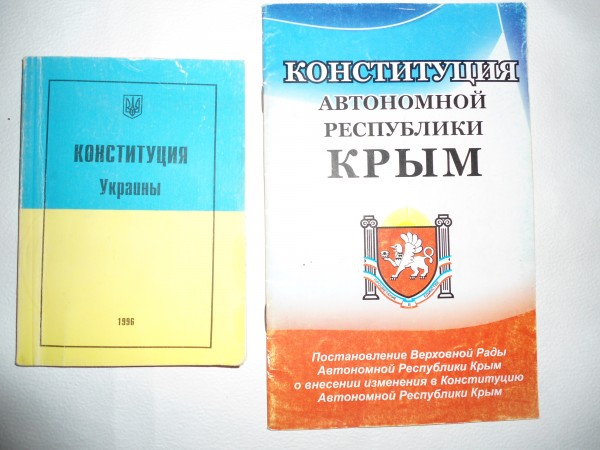 КОНСТИТУЦИЯ
Украины
1996
КОНСТИТУЦИЯ
АВТОНОМНОЙ
РЕСПУБЛИКИ
КРЫМ
Постановление Верховной Рады
Автономной Республики Крым
о внесении изменения в Конституцию
Автономной Республики Крым